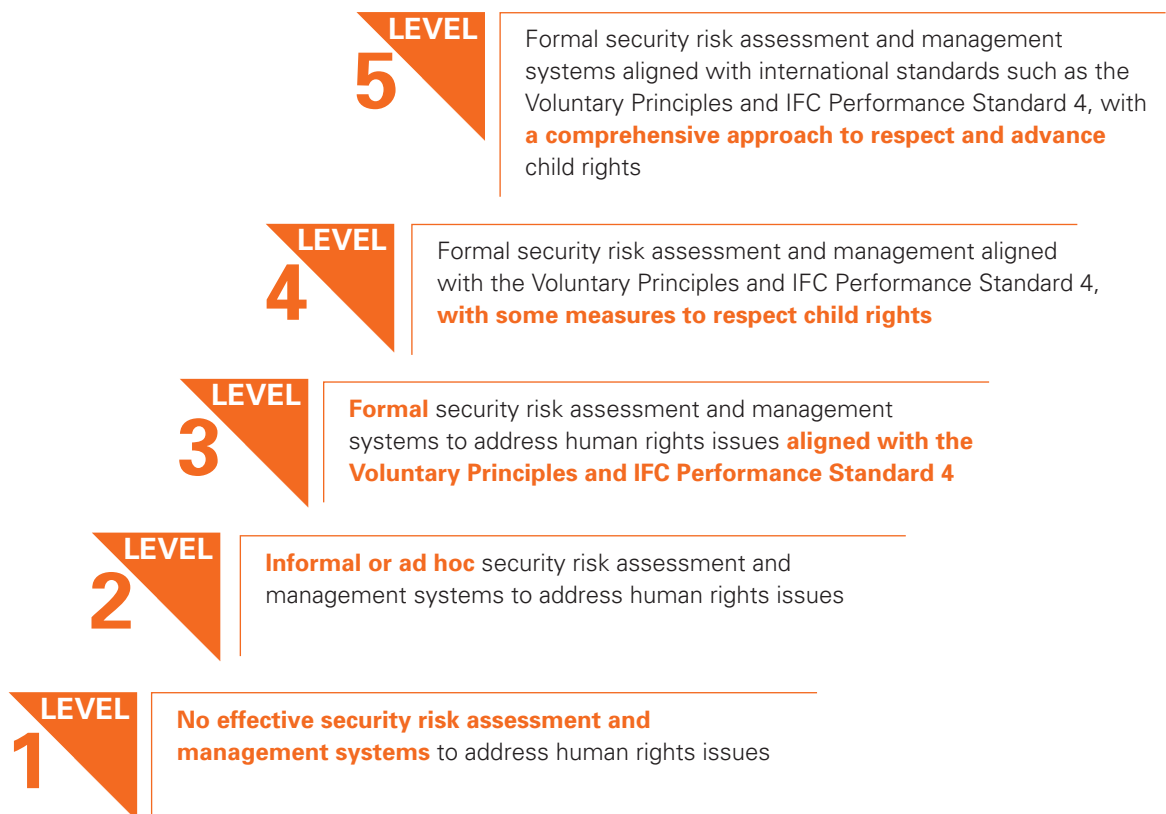 LEVEL
5
Formal security risk assessment and management
systems aligned with international standards such as the
Voluntary Principles and IFC Performance Standard 4, with
a comprehensive approach to respect and advance
child rights
LEVEL
4
Formal security risk assessment and management aligned
with the Voluntary Principles and IFC Performance Standard 4,
with some measures to respect child rights
LEVEL
3
Formal security risk assessment and management
systems to address human rights issues aligned with the
Voluntary Principles and IFC Performance Standard 4
LEVEL
2
Informal or ad hoc security risk assessment and
management systems to address human rights issues
LEVEL
1
No effective security risk assessment and
management systems to address human rights issues